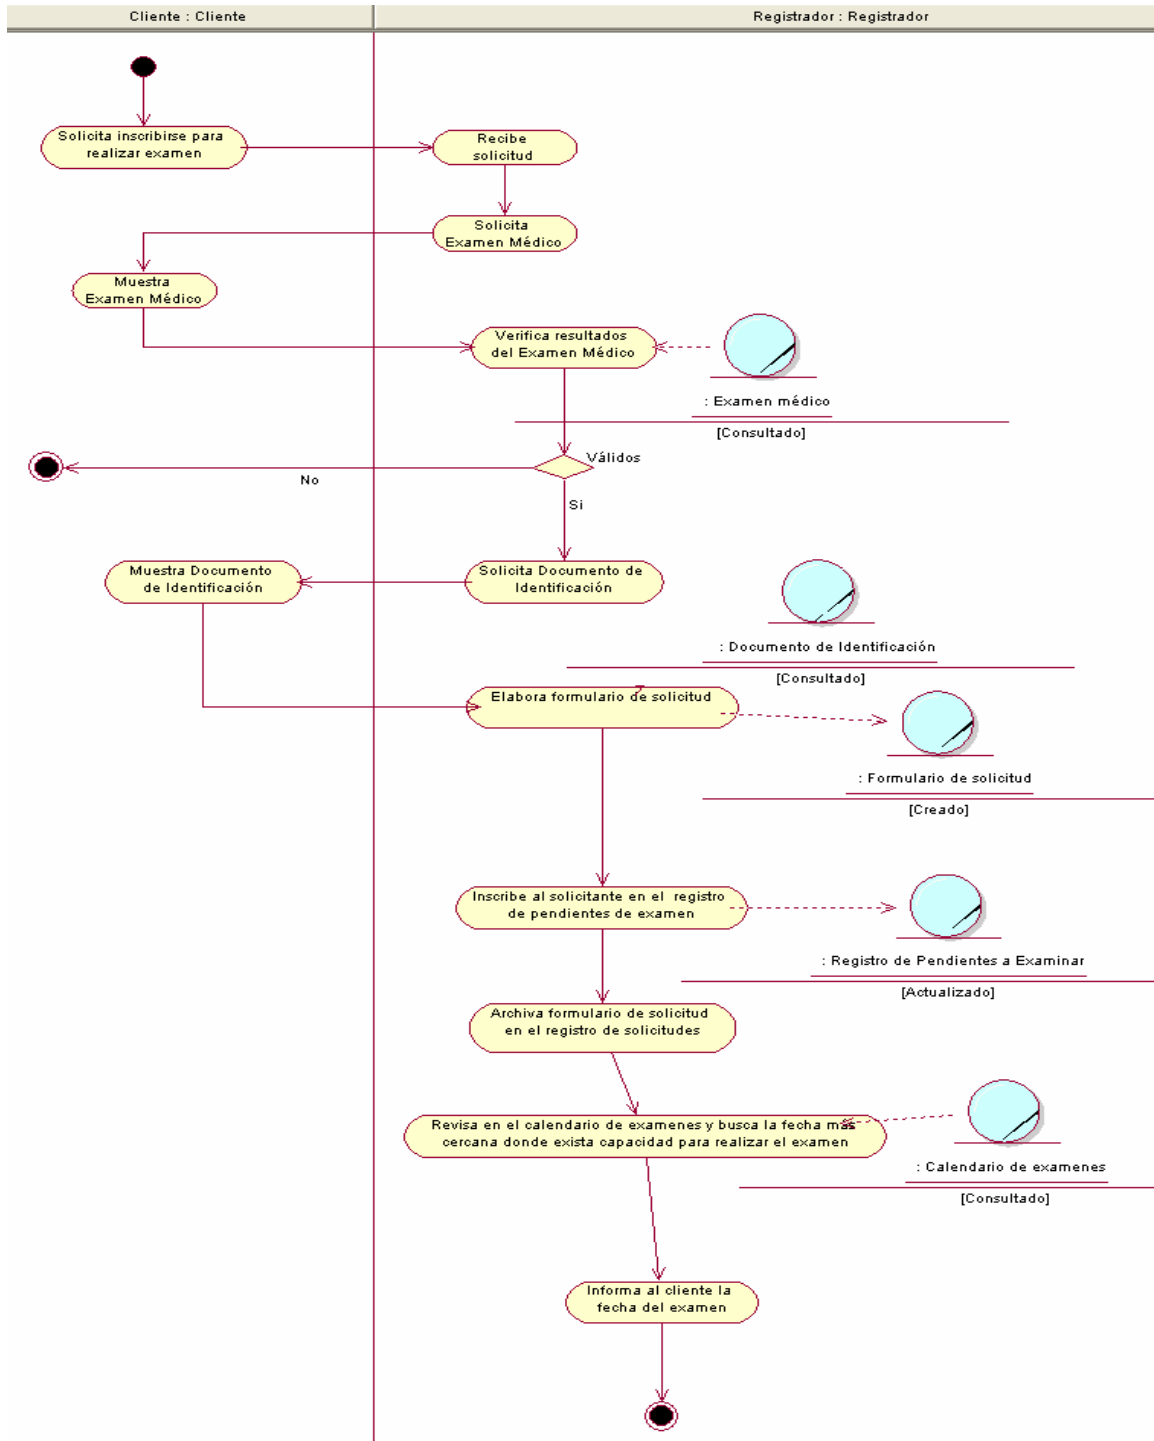 Cliente : Cliente
Registrador : Registrador
Solicita inscribirse para
realizar examen
Recibe
solicitud
Solicita
Examen Médico
Muestra
Examen Médico
Verifica resultados
del Examen Médico
: Examen médico
[Consultado]
Válidos
No
Si
Muestra Documento
de Identificación
Solicita Documento de
Identificación
: Documento de Identificación
[Consultado]
Elabora formulario de solicitud
: Formulario de solicitud
[Creado]
Inscribe al solicitante en el registro
de pendientes de examen
: Registro de Pendientes a Examinar
[Actualizado]
Archiva formulario de solicitud
en el registro de solicitudes
Revisa en el calendario de examenes y busca la fecha mas
cercana donde exista capacidad para realizar el examen
: Calendario de examenes
[Consultado]
Informa al cliente la
fecha del examen